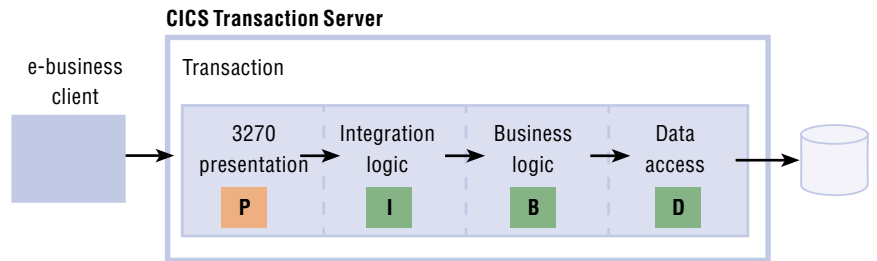 CICS Transaction Server
e-business
client
Transaction
3270
presentation
Integration
logic
Business
logic
Data
access
P
I
B
D